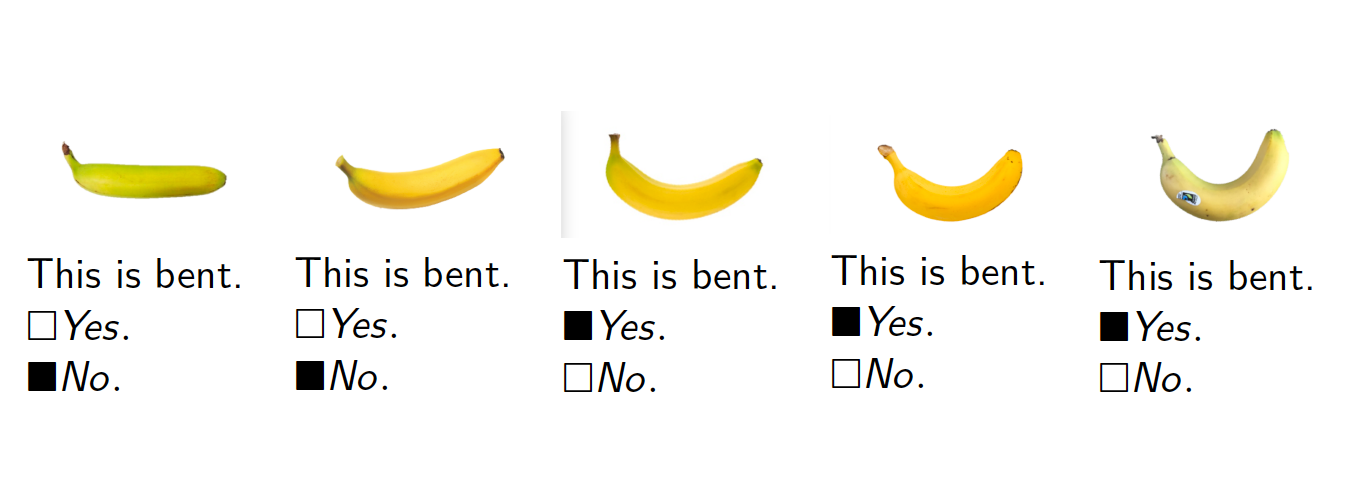 This is bent. This is bent. This is bent. This is bent. This is bent.
□Yes. □Yes. ■Yes. ■Yes. ■Yes.
■No. ■No. □No. □No. □No.